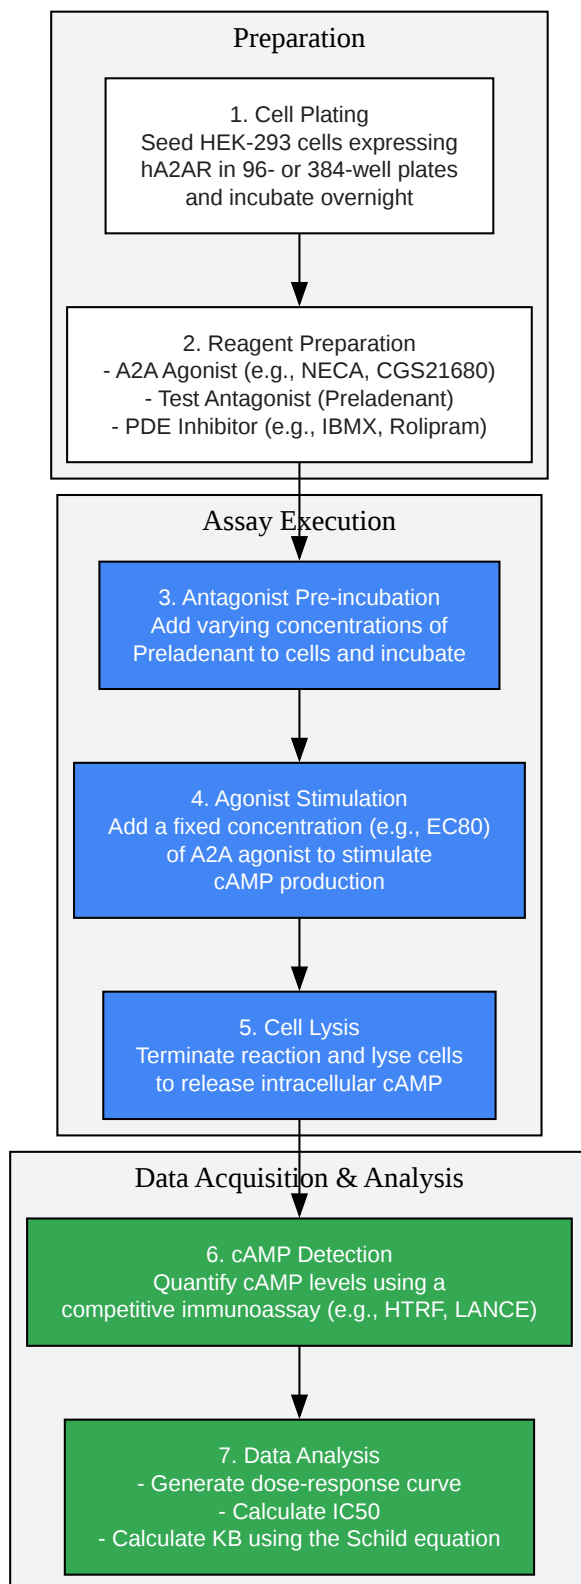 Preparation
1. Cell Plating
Seed HEK-293 cells expressing
hA2AR in 96- or 384-well plates
and incubate overnight
2. Reagent Preparation
- A2A Agonist (e.g., NECA, CGS21680)
- Test Antagonist (Preladenant)
- PDE Inhibitor (e.g., IBMX, Rolipram)
Assay Execution
3. Antagonist Pre-incubation
Add varying concentrations of
Preladenant to cells and incubate
4. Agonist Stimulation
Add a fixed concentration (e.g., EC80)
of A2A agonist to stimulate
cAMP production
5. Cell Lysis
Terminate reaction and lyse cells
to release intracellular cAMP
Data Acquisition & Analysis
6. cAMP Detection
Quantify cAMP levels using a
competitive immunoassay (e.g., HTRF, LANCE)
7. Data Analysis
- Generate dose-response curve
- Calculate IC50
- Calculate KB using the Schild equation